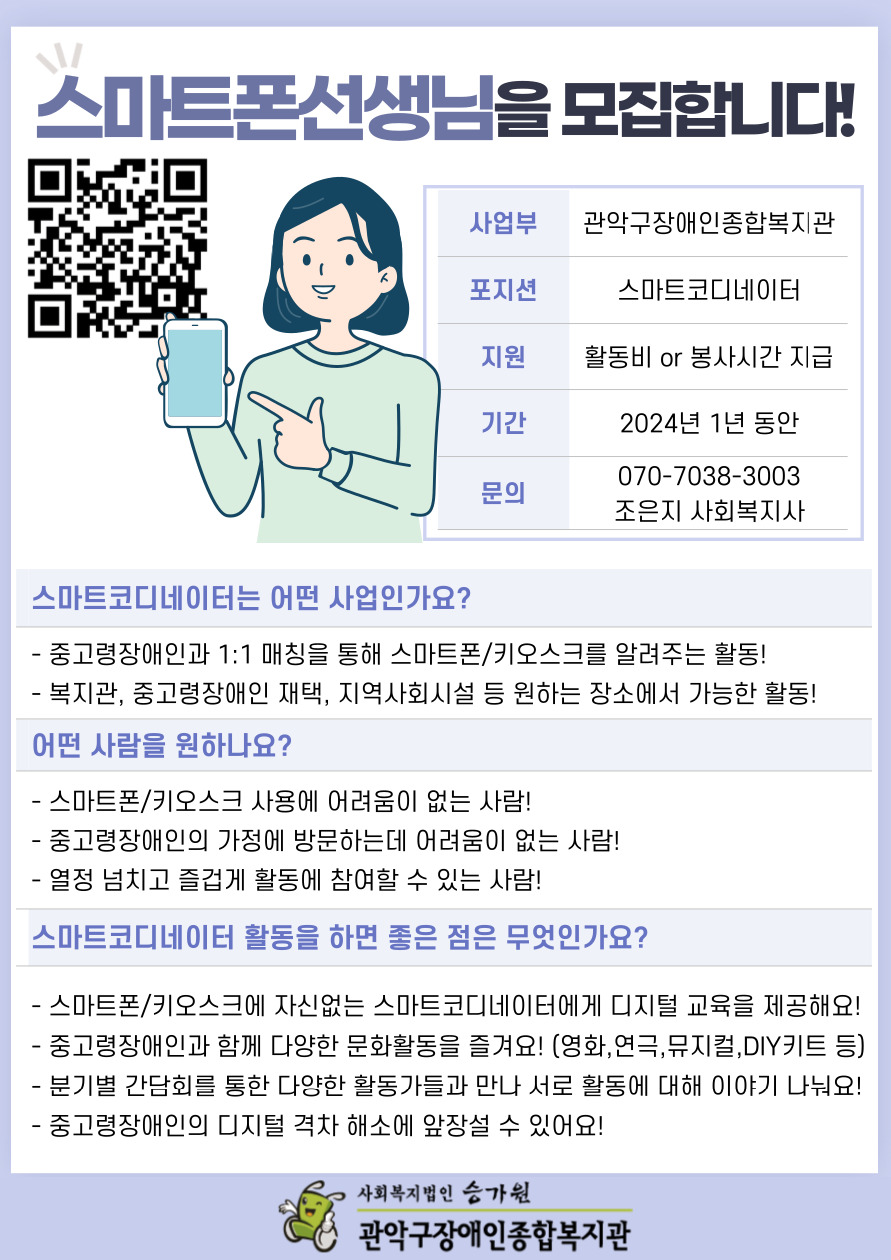 스마트폰선생님을 모집합니다!
사업부 관악구장애인종합복지관
포지션 스마트코디네이터
지원 활동비 or 봉사시간 지급
기간 2024년 1년 동안
문의 070-7038-3003
조은지 사회복지사
스마트코디네이터는 어떤 사업인가요?
- 중고령장애인과 1:1 매칭을 통해 스마트폰/키오스크를 알려주는 활동!
- 복지관, 중고령장애인 재택, 지역사회시설 등 원하는 장소에서 가능한 활동!
어떤 사람을 원하나요?
- 스마트폰/키오스크 사용에 어려움이 없는 사람!
- 중고령장애인의 가정에 방문하는데 어려움이 없는 사람!
- 열정 넘치고 즐겁게 활동에 참여할 수 있는 사람!
스마트코디네이터 활동을 하면 좋은 점은 무엇인가요?
- 스마트폰/키오스크에 자신없는 스마트코디네이터에게 디지털 교육을 제공해요!
- 중고령장애인과 함께 다양한 문화활동을 즐겨요! (영화,연극,뮤지컬,DIY키트 등)
- 분기별 간담회를 통한 다양한 활동가들과 만나 서로 활동에 대해 이야기 나눠요!
- 중고령장애인의 디지털 격차 해소에 앞장설 수 있어요!
사회복지법인 승가원
관악구장애인종합복지관